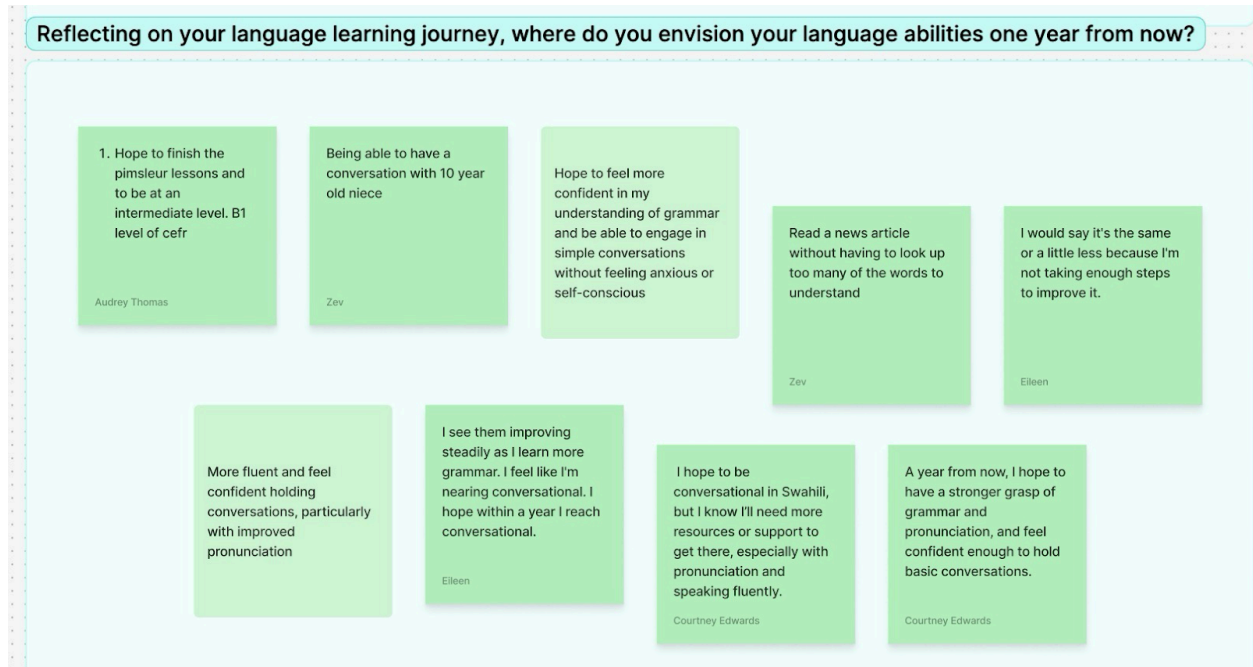 Reflecting on your language learning journey, where do you envision your language abilities one year from now?
1. Hope to finish the
pimsleur lessons and
to be at an
intermediate level. B1
level of cefr
Audrey Thomas
Being able to have a
conversation with 10 year
old niece
Zev
Hope to feel more
confident in my
understanding of grammar
and be able to engage in
simple conversations
without feeling anxious or
self-conscious
Read a news article
without having to look up
too many of the words to
understand
Zev
I would say it's the same
or a little less because I'm
not taking enough steps
to improve it.
Eileen
More fluent and feel
confident holding
conversations, particularly
with improved
pronunciation
I see them improving
steadily as I learn more
grammar. I feel like I'm
nearing conversational. I
hope within a year I reach
conversational.
Eileen
I hope to be
conversational in Swahili,
but I know I'll need more
resources or support to
get there, especially with
pronunciation and
speaking fluently.
Courtney Edwards
A year from now, I hope to
have a stronger grasp of
grammar and
pronunciation, and feel
confident enough to hold
basic conversations.
Courtney Edwards